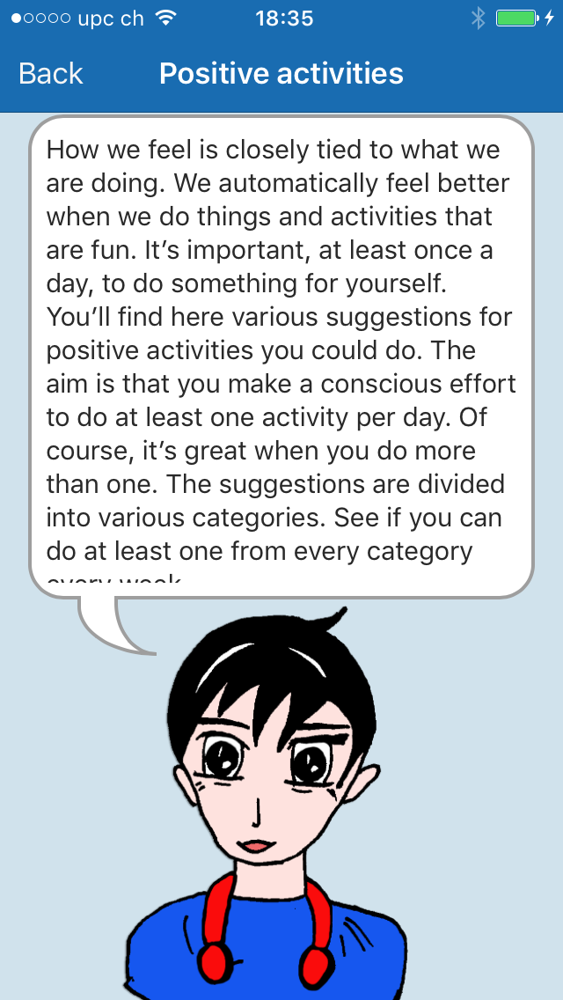 upc ch 18:35
Back Positive activities
How we feel is closely tied to what we
are doing. We automatically feel better
when we do things and activities that
are fun. It’s important, at least once a
day, to do something for yourself.
You’ll find here various suggestions for
positive activities you could do. The
aim is that you make a conscious effort
to do at least one activity per day. Of
course, it’s great when you do more
than one. The suggestions are divided
into various categories. See if you can
do at least one from every category
every week